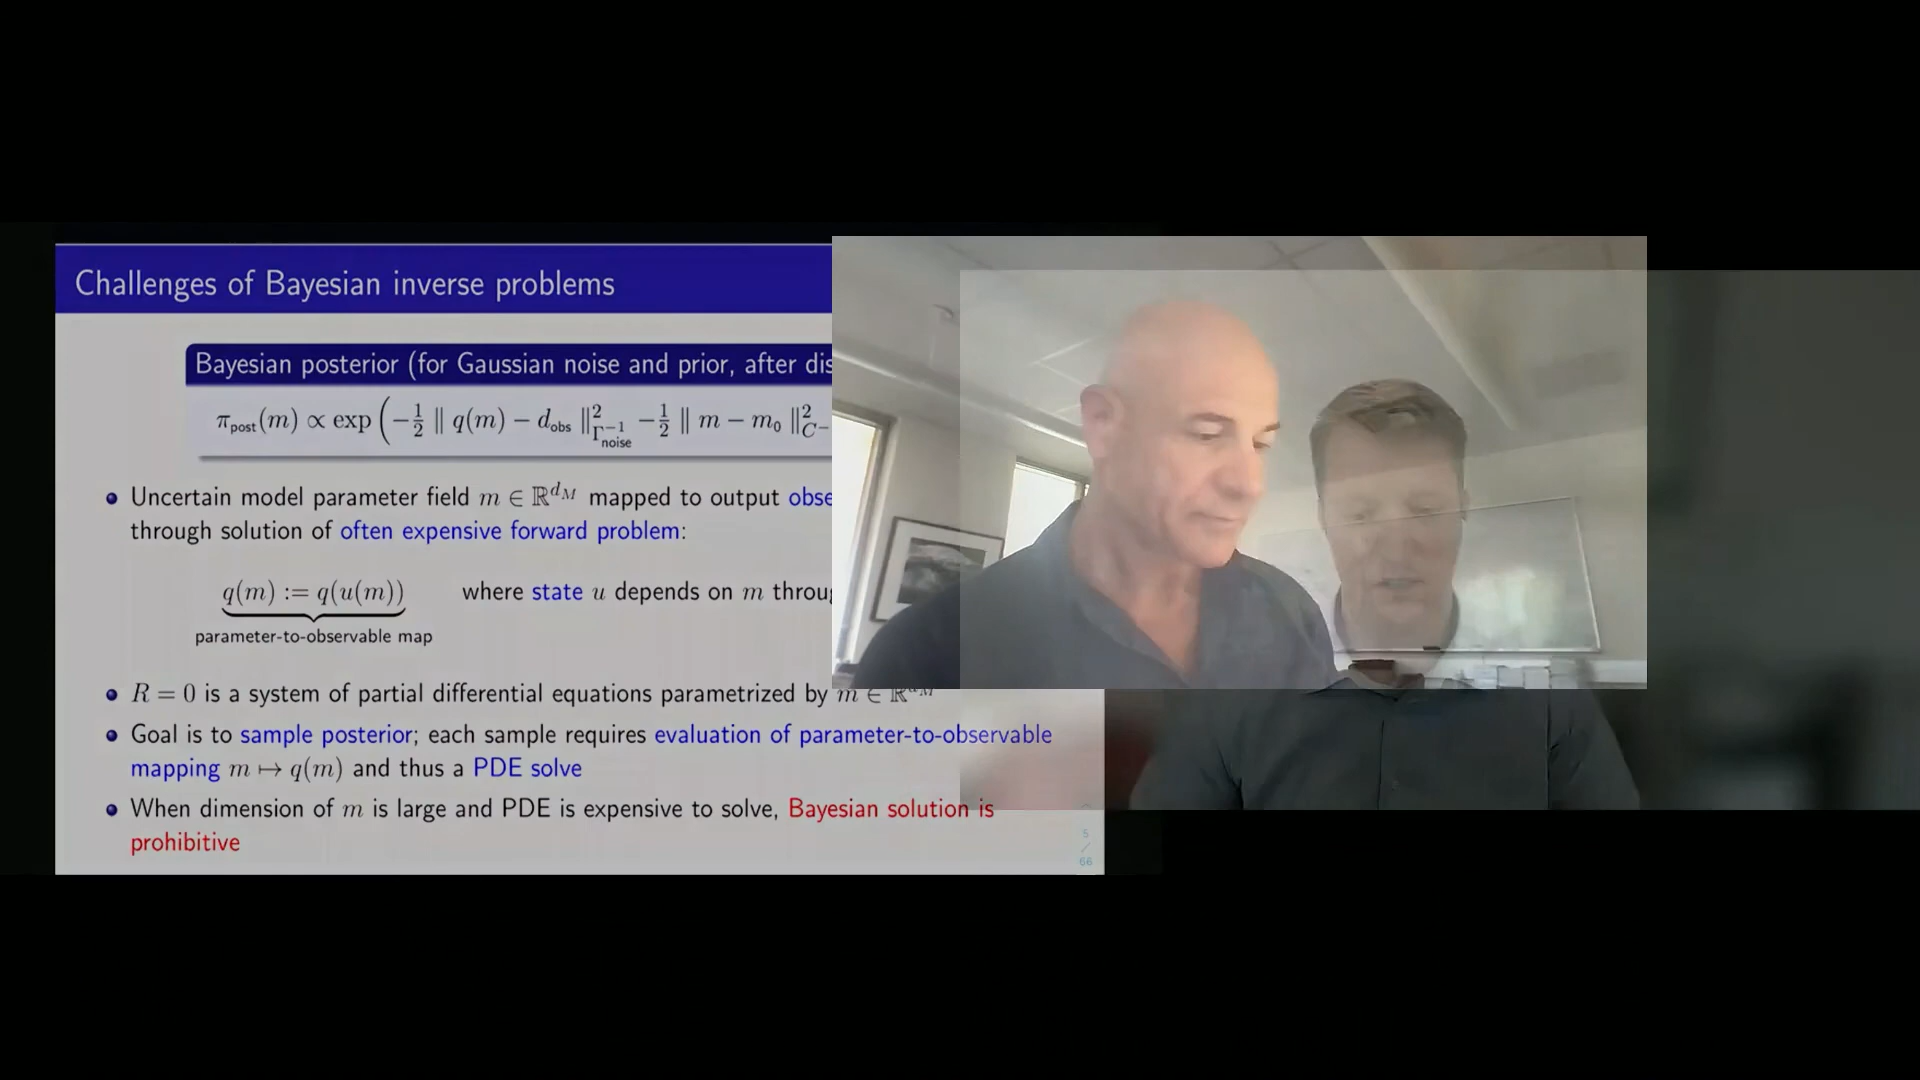 Challenges of Bayesian inverse problems
Bayesian posterior (for Gaussian noise and prior, after dis
π_post(m) ∝ exp (−1/2 ‖ q(m) − d_obs ‖²_{Γ⁻¹_noise} −1/2 ‖ m − m₀ ‖²_{C−
Uncertain model parameter field m ∈ ℝ^{d_M} mapped to output obse
through solution of often expensive forward problem:
q(m) := q(u(m)) where state u depends on m throu
parameter-to-observable map
R = 0 is a system of partial differential equations parametrized by m ∈ ℝ^{d_M}
Goal is to sample posterior; each sample requires evaluation of parameter-to-observable
mapping m ↦ q(m) and thus a PDE solve
When dimension of m is large and PDE is expensive to solve, Bayesian solution is
prohibitive
5
/
66